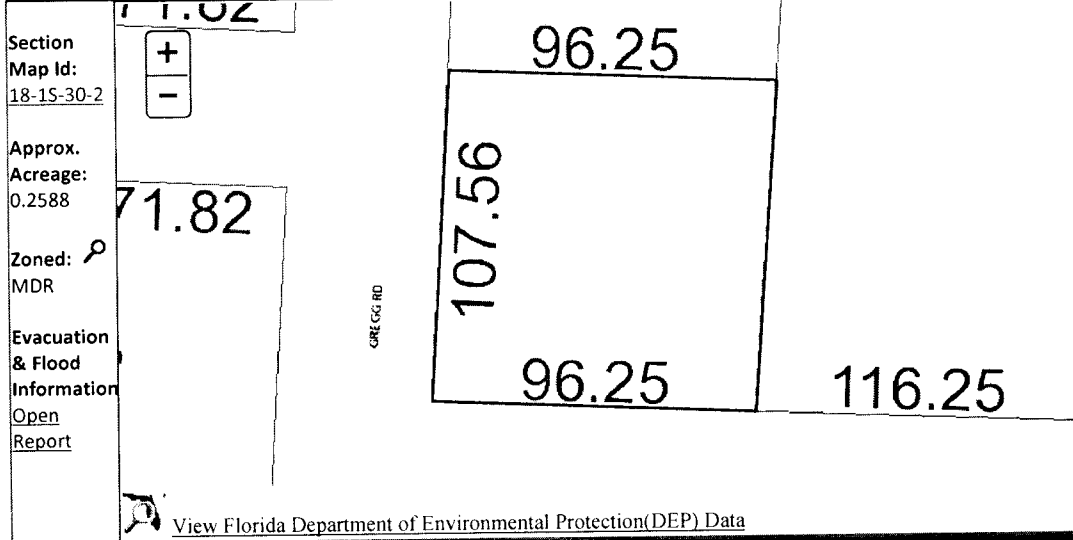 Section
Map Id:
18-1S-30-2
Approx.
Acreage:
0.2588
Zoned:
MDR
Evacuation
& Flood
Information
Open
Report
+
−
71.82
71.82
96.25
107.56
GREGG RD
96.25
116.25
View Florida Department of Environmental Protection(DEP) Data